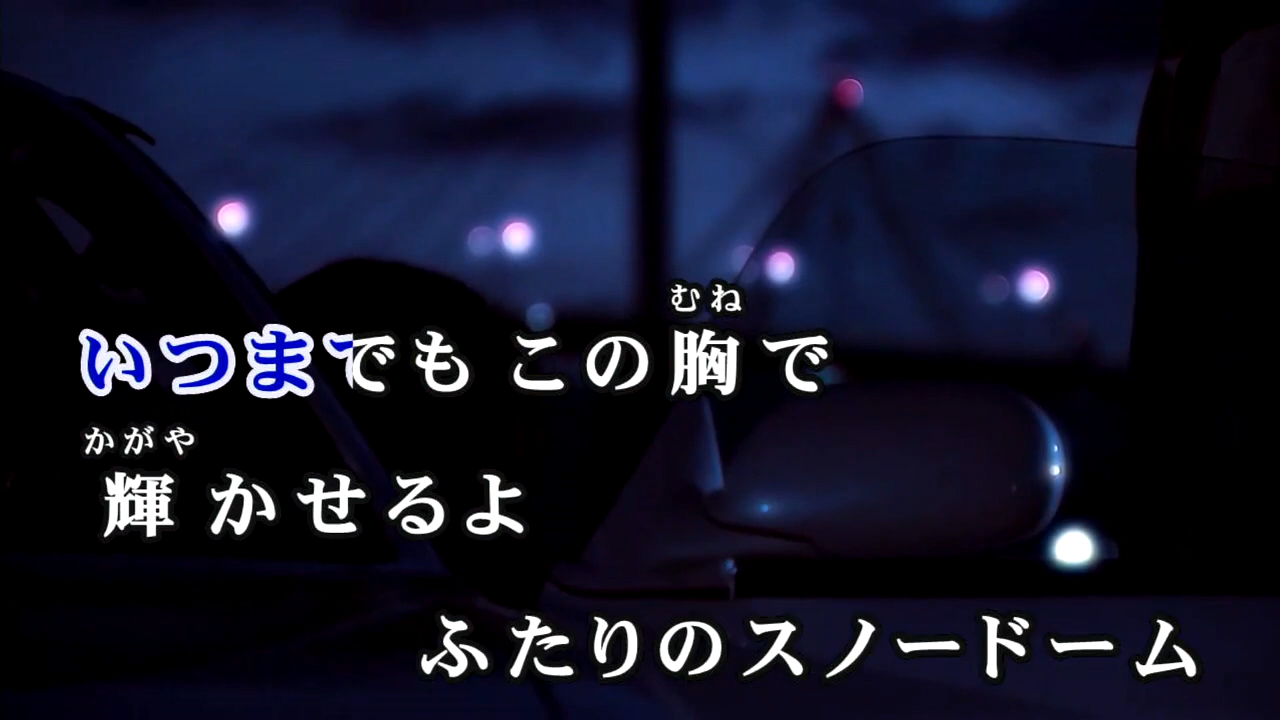 むね
いつまでも この胸で
かがや
輝かせるよ
ふたりのスノードーム